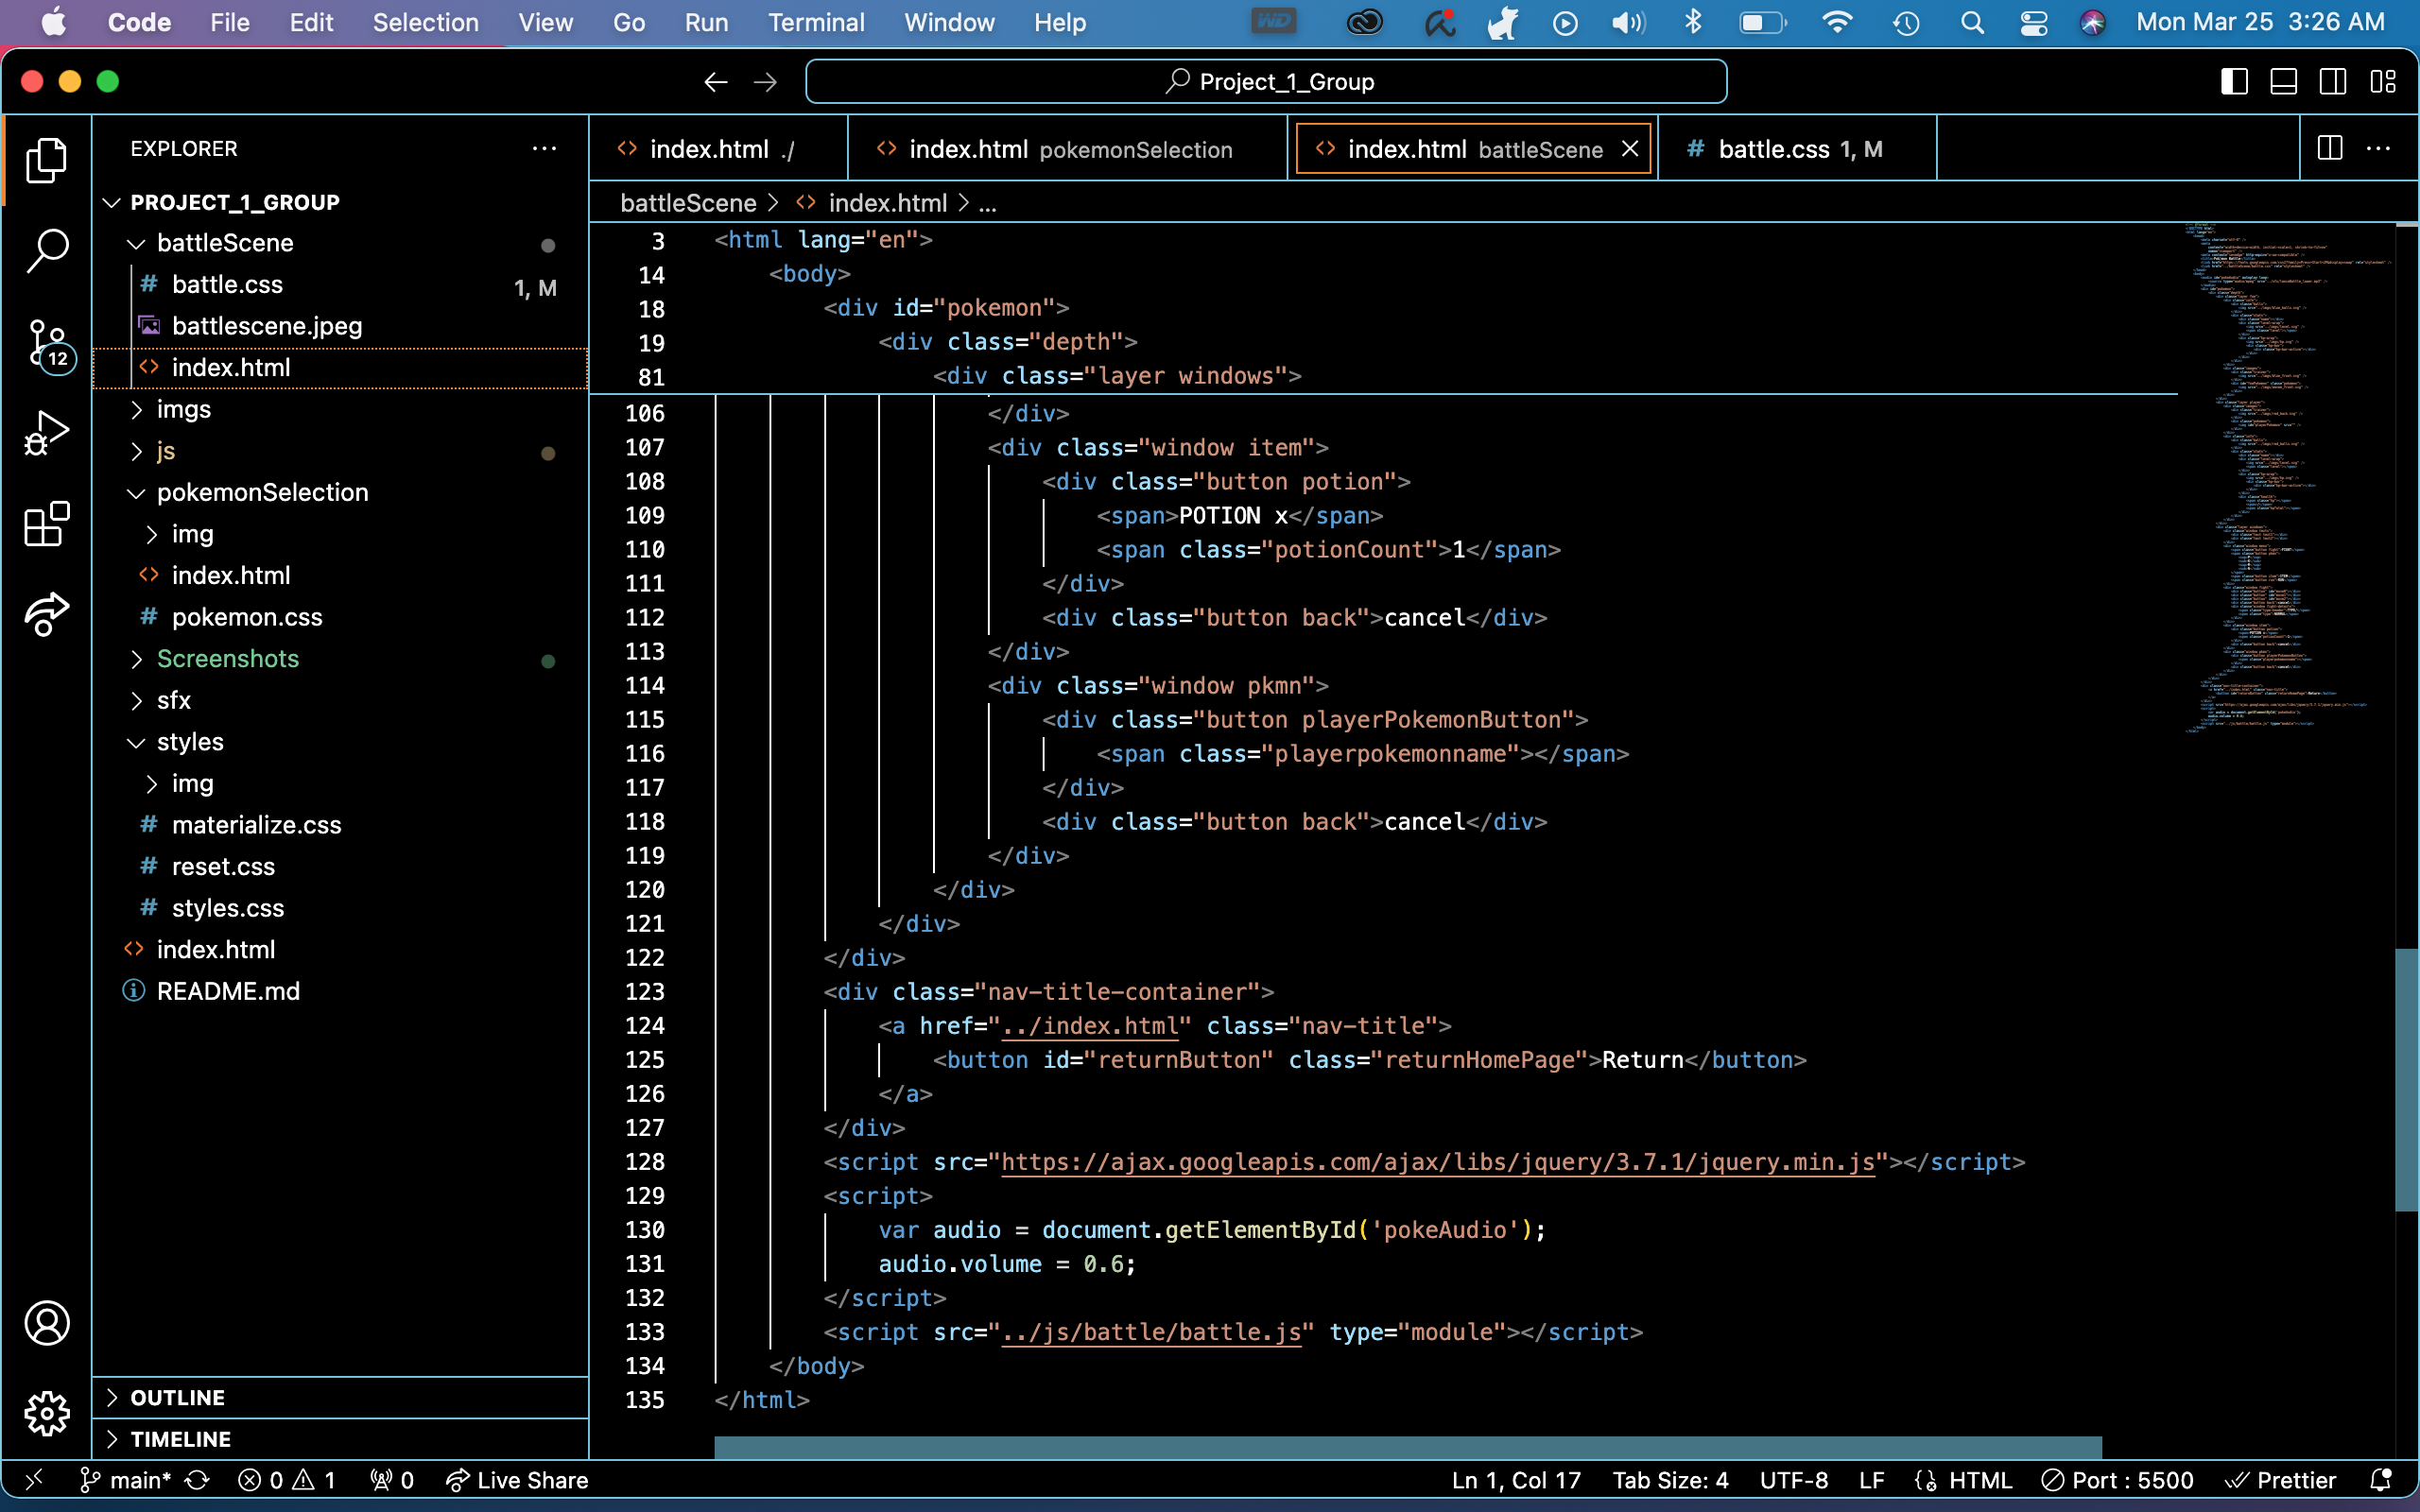 Code File Edit Selection View Go Run Terminal Window Help WD Mon Mar 25 3:26 AM
Project_1_Group
EXPLORER
PROJECT_1_GROUP
battleScene
# battle.css 1, M
battlescene.jpeg
<> index.html
imgs
js
pokemonSelection
img
<> index.html
# pokemon.css
Screenshots
sfx
styles
img
# materialize.css
# reset.css
# styles.css
<> index.html
README.md
OUTLINE
TIMELINE
12
<> index.html ./ <> index.html pokemonSelection <> index.html battleScene # battle.css 1, M
battleScene > <> index.html > ...
3 <html lang="en">
14 <body>
18 <div id="pokemon">
19 <div class="depth">
81 <div class="layer windows">
106 </div>
107 <div class="window item">
108 <div class="button potion">
109 <span>POTION x</span>
110 <span class="potionCount">1</span>
111 </div>
112 <div class="button back">cancel</div>
113 </div>
114 <div class="window pkmn">
115 <div class="button playerPokemonButton">
116 <span class="playerpokemonname"></span>
117 </div>
118 <div class="button back">cancel</div>
119 </div>
120 </div>
121 </div>
122 </div>
123 <div class="nav-title-container">
124 <a href="../index.html" class="nav-title">
125 <button id="returnButton" class="returnHomePage">Return</button>
126 </a>
127 </div>
128 <script src="https://ajax.googleapis.com/ajax/libs/jquery/3.7.1/jquery.min.js"></script>
129 <script>
130 var audio = document.getElementById('pokeAudio');
131 audio.volume = 0.6;
132 </script>
133 <script src="../js/battle/battle.js" type="module"></script>
134 </body>
135 </html>
main* 0 1 0 Live Share Ln 1, Col 17 Tab Size: 4 UTF-8 LF HTML Port : 5500 Prettier